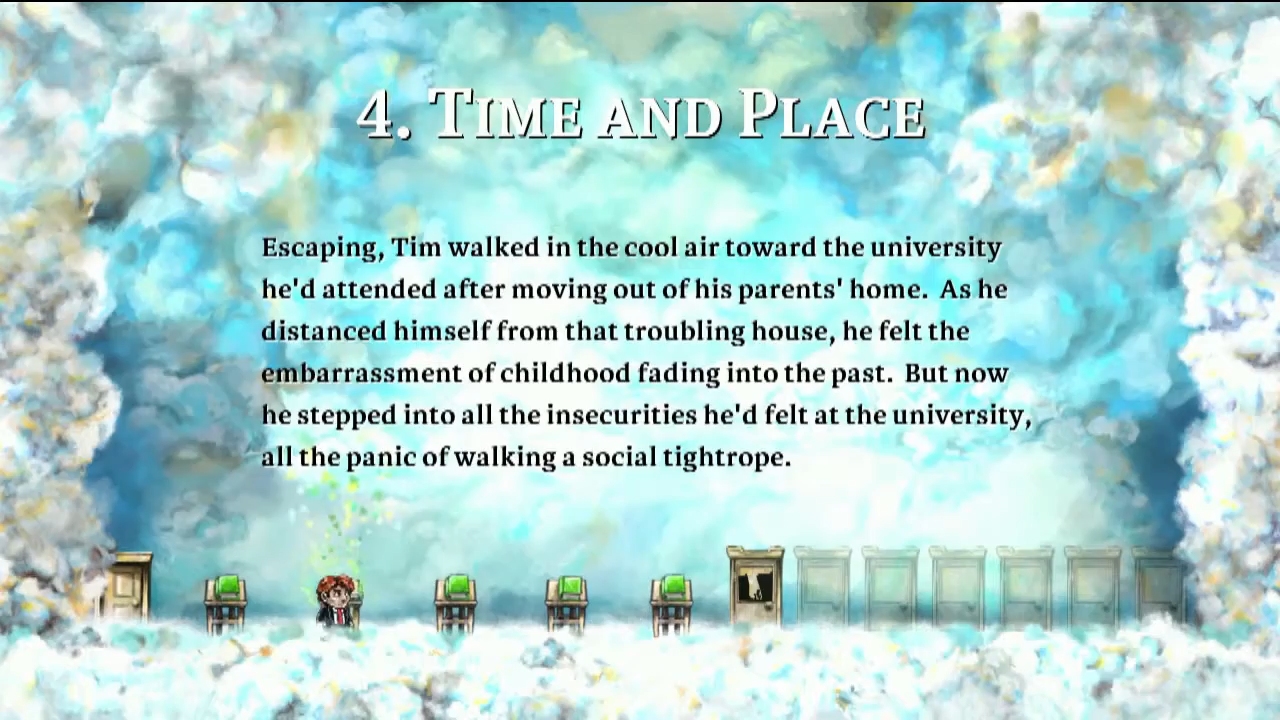 4. Time and Place
Escaping, Tim walked in the cool air toward the university
he'd attended after moving out of his parents' home.  As he
distanced himself from that troubling house, he felt the
embarrassment of childhood fading into the past.  But now
he stepped into all the insecurities he'd felt at the university,
all the panic of walking a social tightrope.